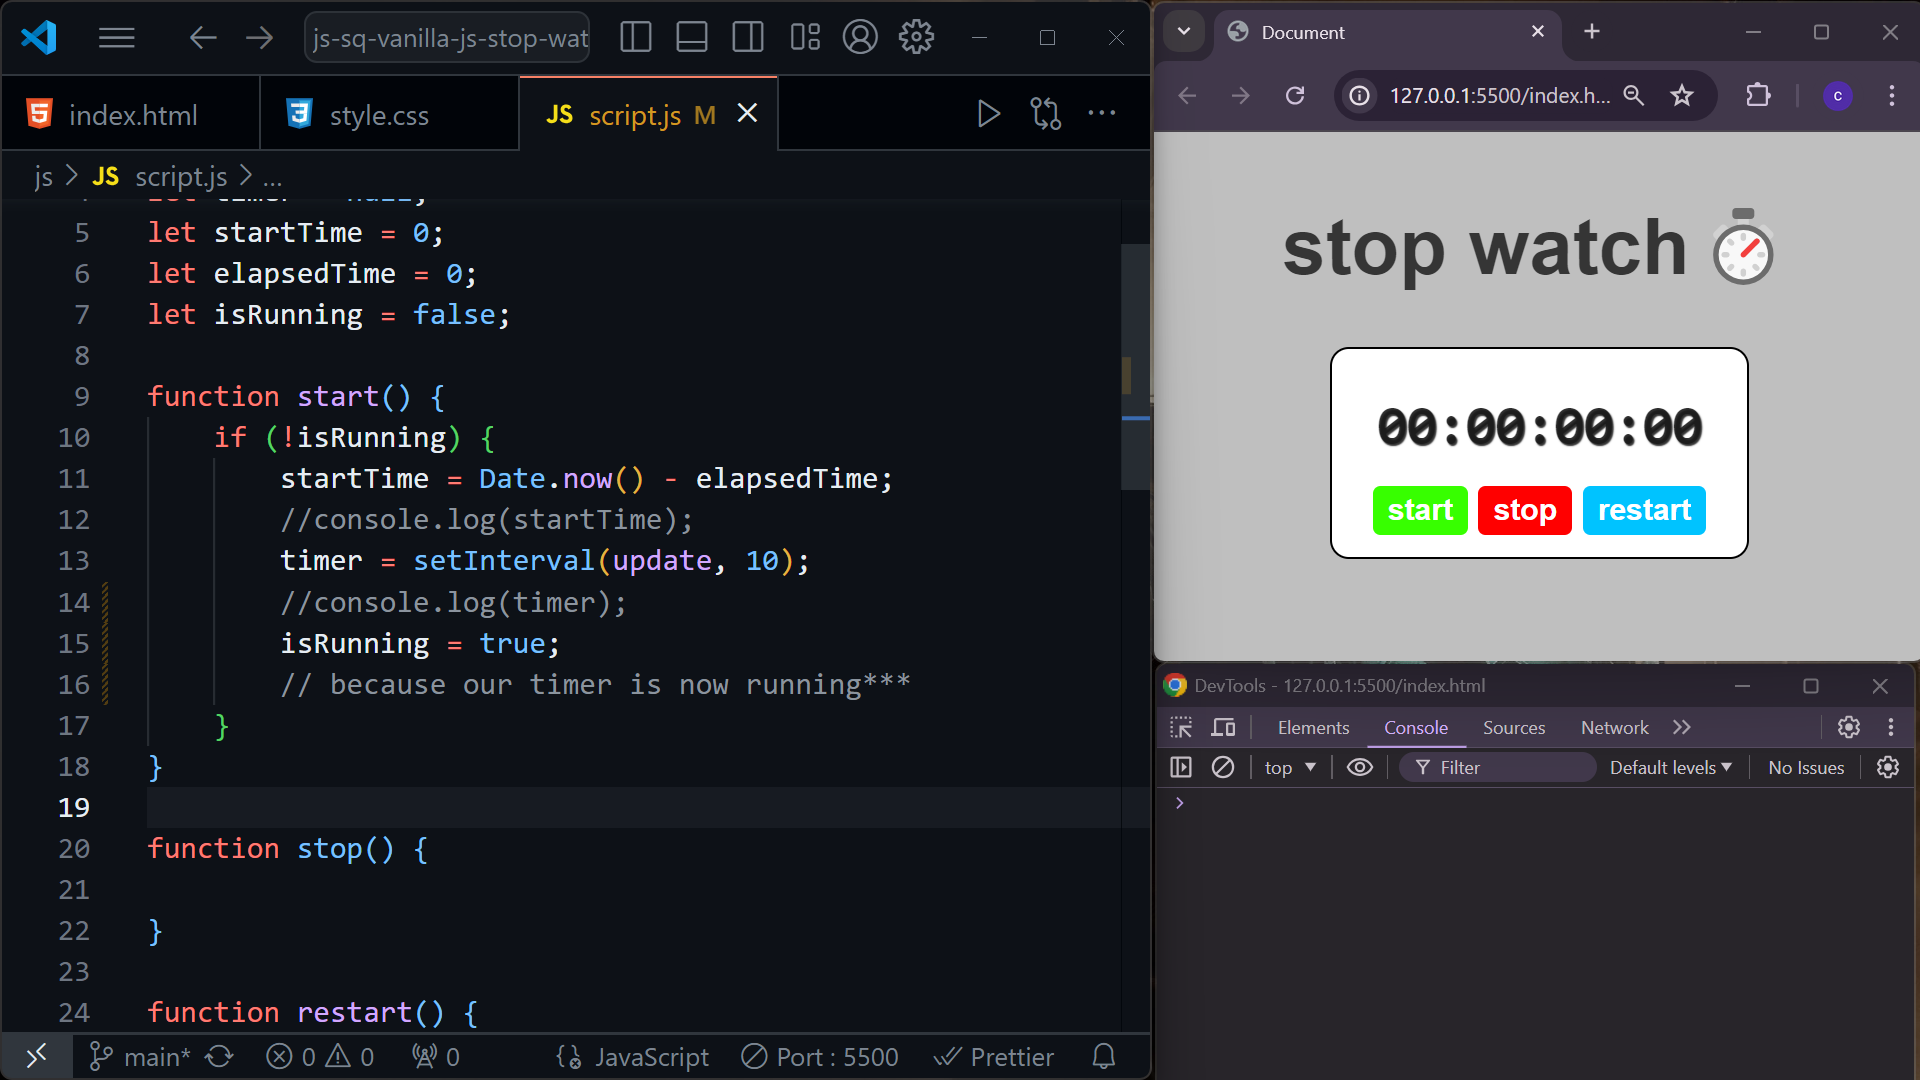 js-sq-vanilla-js-stop-wat
index.html
style.css
JS script.js M
js > JS script.js > ...
4 let timer = null;
5 let startTime = 0;
6 let elapsedTime = 0;
7 let isRunning = false;
8
9 function start() {
10 if (!isRunning) {
11 startTime = Date.now() - elapsedTime;
12 //console.log(startTime);
13 timer = setInterval(update, 10);
14 //console.log(timer);
15 isRunning = true;
16 // because our timer is now running***
17 }
18 }
19
20 function stop() {
21
22 }
23
24 function restart() {
main* 0 0 0 JavaScript Port : 5500 Prettier
Document
127.0.0.1:5500/index.h... c
stop watch
00:00:00:00
start stop restart
DevTools - 127.0.0.1:5500/index.html
Elements Console Sources Network
top Filter Default levels No Issues